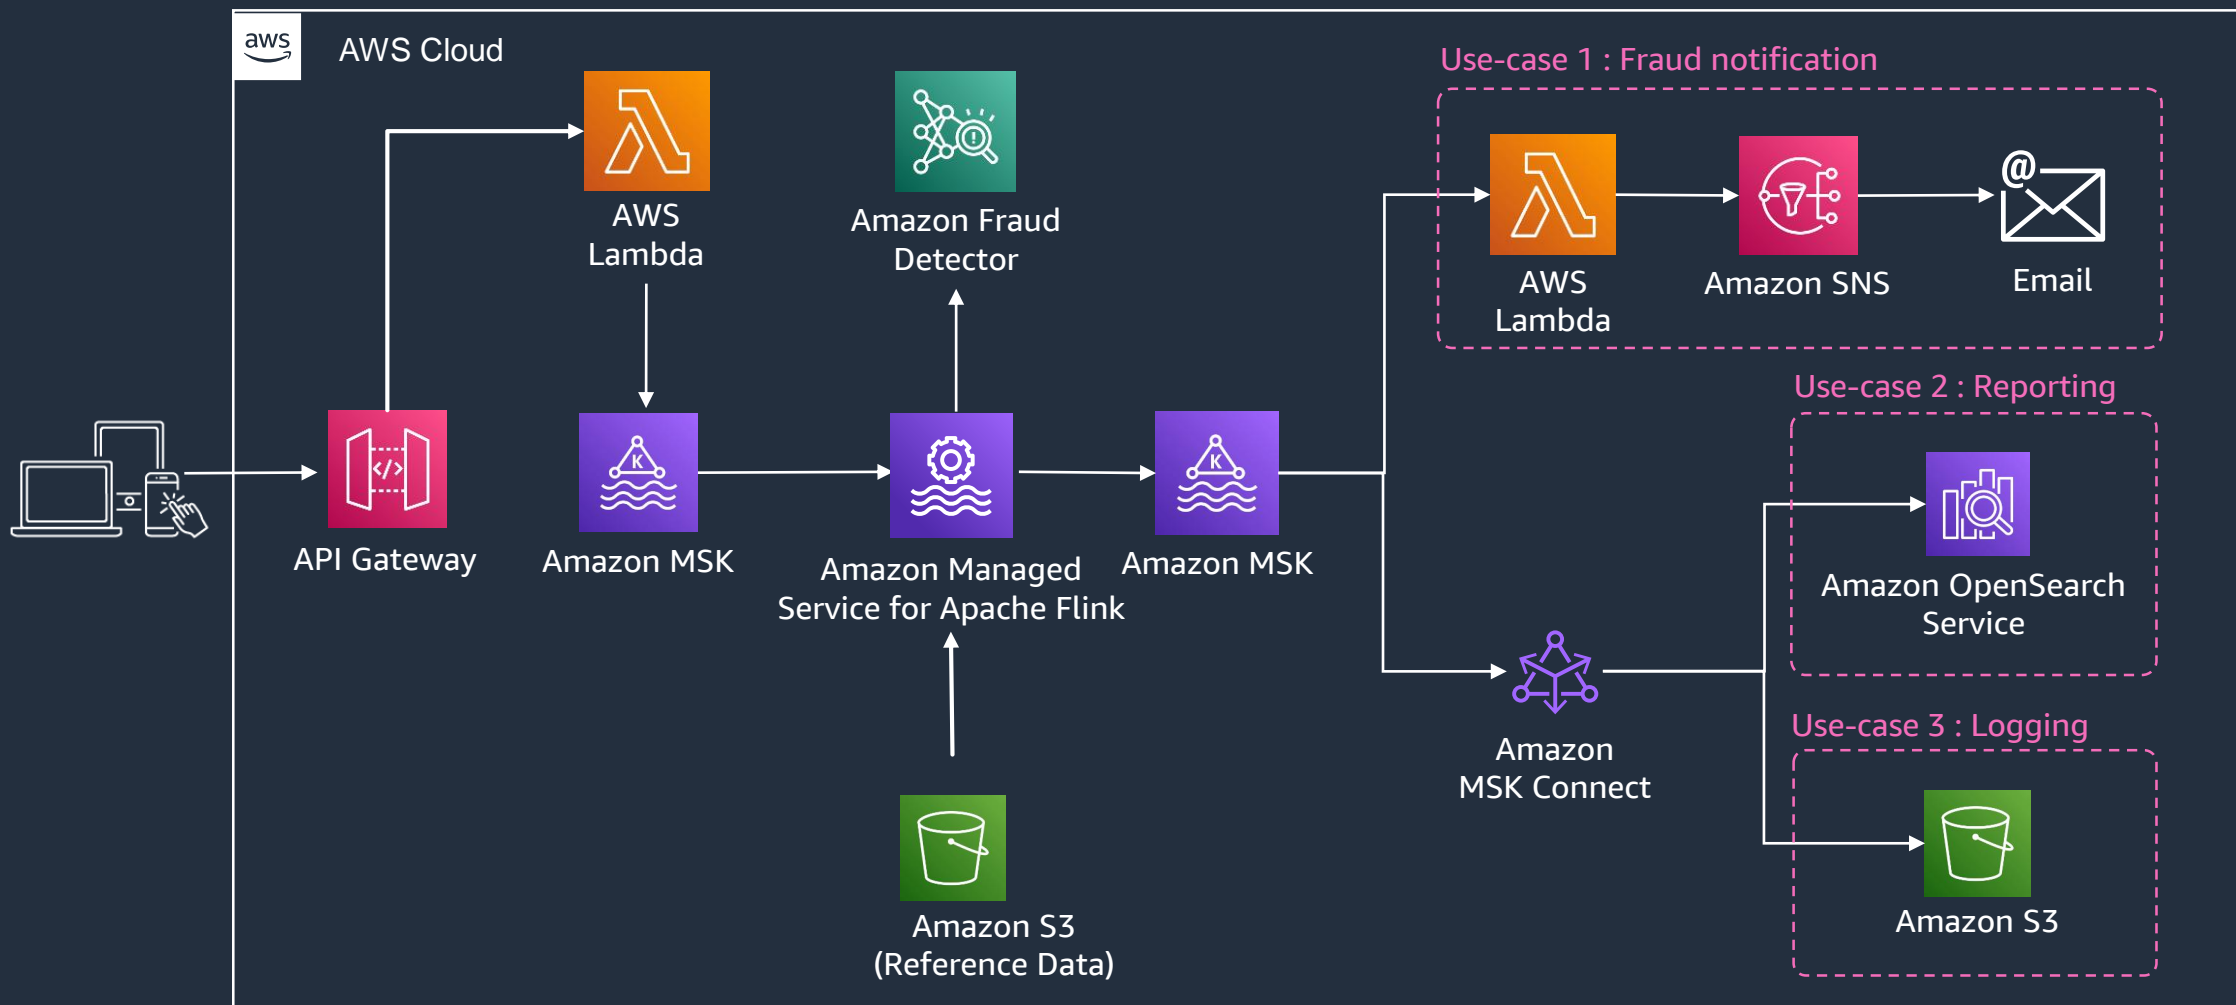 aws
AWS Cloud
AWS
Lambda
Amazon Fraud
Detector
</>
API Gateway
K
Amazon MSK
Amazon Managed
Service for Apache Flink
K
Amazon MSK
Amazon S3
(Reference Data)
Use-case 1 : Fraud notification
AWS
Lambda
Amazon SNS
@
Email
Use-case 2 : Reporting
Amazon OpenSearch
Service
Amazon
MSK Connect
Use-case 3 : Logging
Amazon S3